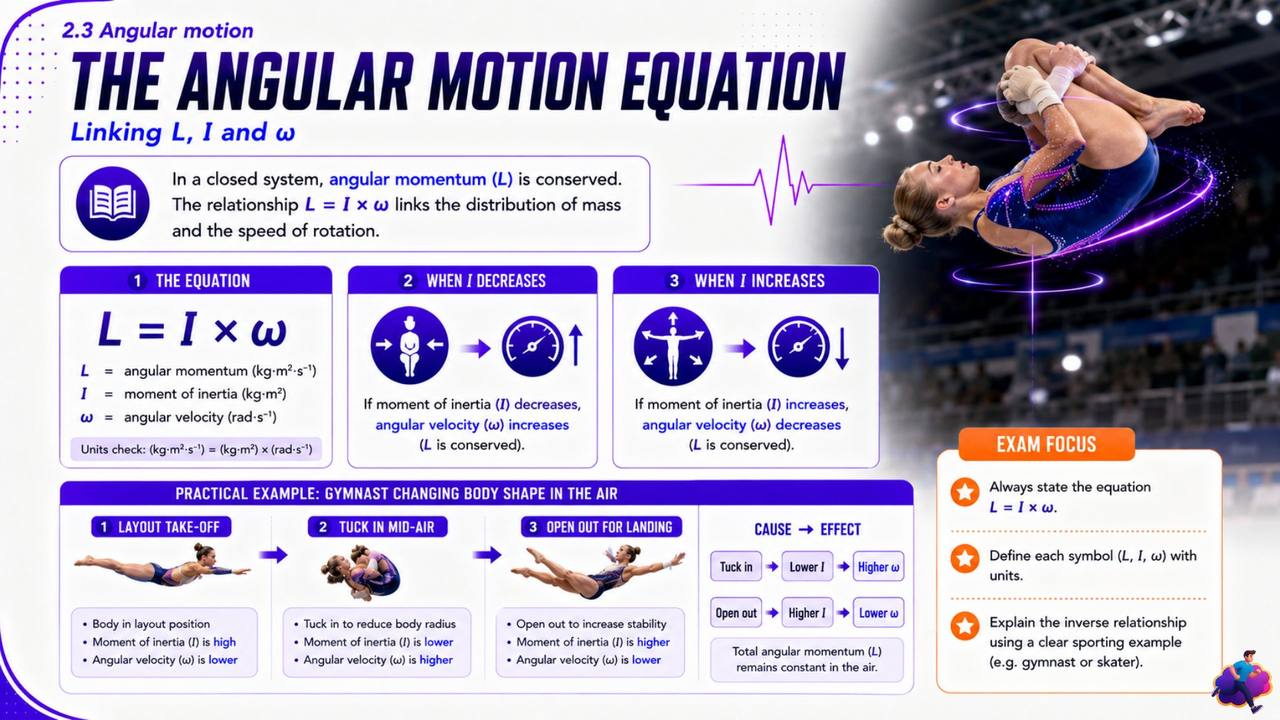 2.3 Angular motion
THE ANGULAR MOTION EQUATION
Linking L, I and ω
In a closed system, angular momentum (L) is conserved.
The relationship L = I × ω links the distribution of mass
and the speed of rotation.
1 THE EQUATION
L = I × ω
L = angular momentum (kg·m²·s⁻¹)
I = moment of inertia (kg·m²)
ω = angular velocity (rad·s⁻¹)
Units check: (kg·m²·s⁻¹) = (kg·m²) × (rad·s⁻¹)
2 WHEN I DECREASES
If moment of inertia (I) decreases,
angular velocity (ω) increases
(L is conserved).
3 WHEN I INCREASES
If moment of inertia (I) increases,
angular velocity (ω) decreases
(L is conserved).
PRACTICAL EXAMPLE: GYMNAST CHANGING BODY SHAPE IN THE AIR
1 LAYOUT TAKE-OFF
• Body in layout position
• Moment of inertia (I) is high
• Angular velocity (ω) is lower
2 TUCK IN MID-AIR
• Tuck in to reduce body radius
• Moment of inertia (I) is lower
• Angular velocity (ω) is higher
3 OPEN OUT FOR LANDING
• Open out to increase stability
• Moment of inertia (I) is higher
• Angular velocity (ω) is lower
CAUSE → EFFECT
Tuck in → Lower I → Higher ω
Open out → Higher I → Lower ω
Total angular momentum (L)
remains constant in the air.
EXAM FOCUS
Always state the equation
L = I × ω.
Define each symbol (L, I, ω) with
units.
Explain the inverse relationship
using a clear sporting example
(e.g. gymnast or skater).